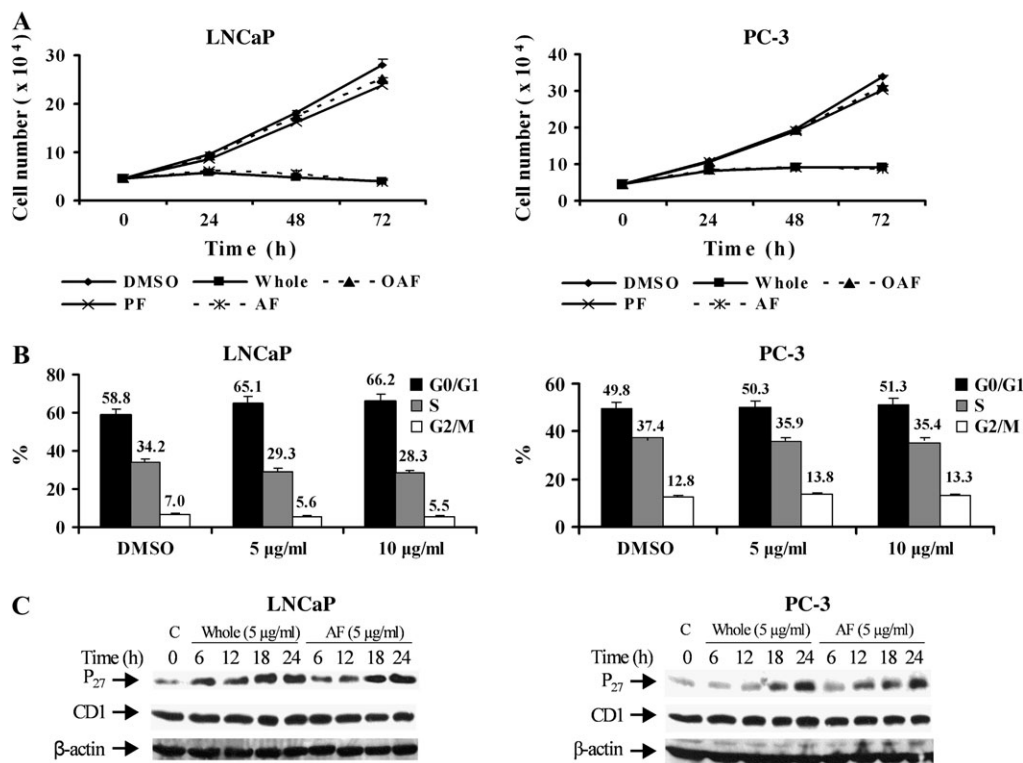 A
LNCaP
Cell number ( x 10⁴)
30
20
10
0
0 24 48 72
Time (h)
DMSO Whole OAF
PF AF
PC-3
Cell number ( x 10⁴)
40
30
20
10
0
0 24 48 72
Time (h)
DMSO Whole OAF
PF AF
B
LNCaP
%
80
60
40
20
0
58.8 34.2 7.0
65.1 29.3 5.6
66.2 28.3 5.5
G0/G1
S
G2/M
DMSO 5 µg/ml 10 µg/ml
PC-3
%
60
40
20
0
49.8 37.4 12.8
50.3 35.9 13.8
51.3 35.4 13.3
G0/G1
S
G2/M
DMSO 5 µg/ml 10 µg/ml
C
LNCaP
C Whole (5 µg/ml) AF (5 µg/ml)
Time (h) 0 6 12 18 24 6 12 18 24
P27
CD1
β-actin
PC-3
C Whole (5 µg/ml) AF (5 µg/ml)
Time (h) 0 6 12 18 24 6 12 18 24
P27
CD1
β-actin